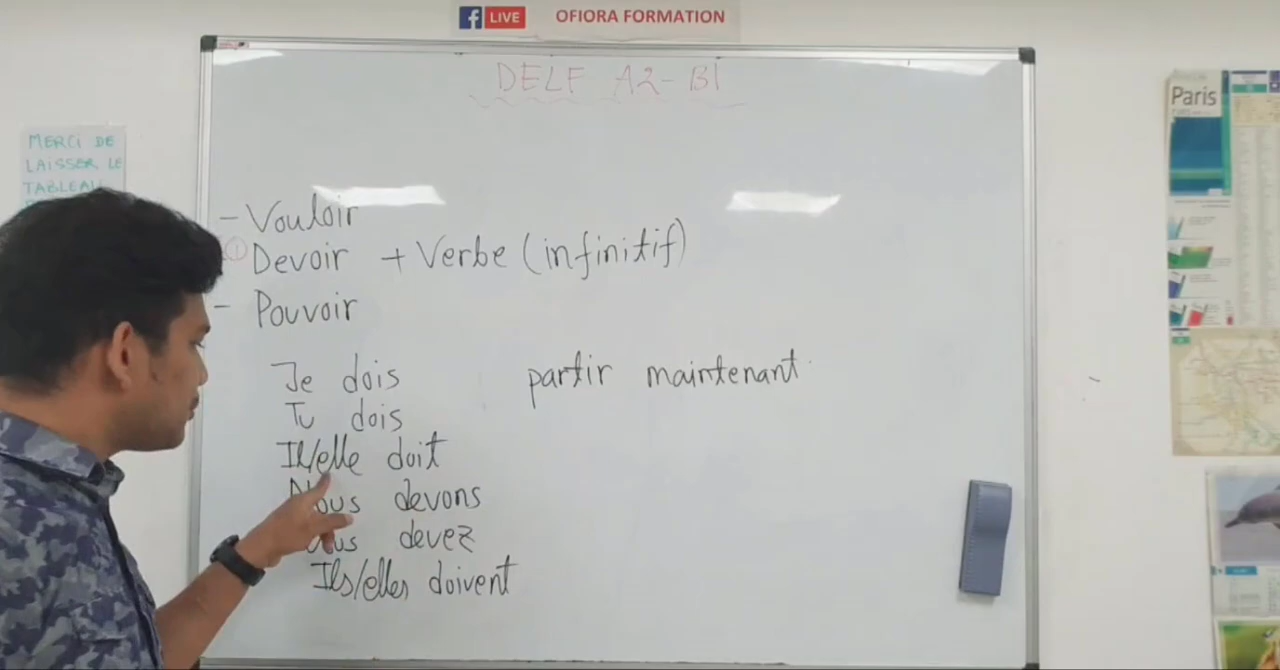 f LIVE OFIORA FORMATION
DELF A2-B1
Paris
MERCI DE
LAISSER LE
TABLEAU
- Vouloir
① Devoir + Verbe (infinitif)
- Pouvoir
Je dois partir maintenant
Tu dois
Il/elle doit
Nous devons
devez
Ils/elles doivent